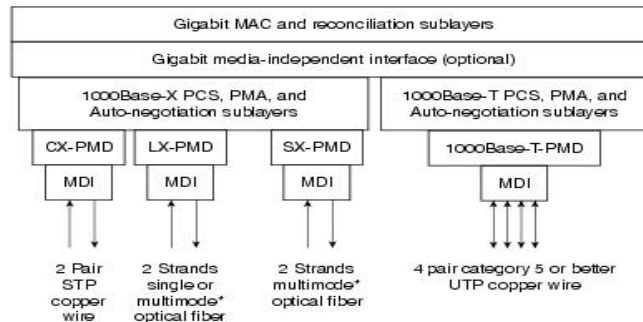 Gigabit MAC and reconciliation sublayers
Gigabit media-independent interface (optional)
1000Base-X PCS, PMA, and
Auto-negotiation sublayers
1000Base-T PCS, PMA, and
Auto-negotiation sublayers
CX-PMD
LX-PMD
SX-PMD
1000Base-T-PMD
MDI
MDI
MDI
MDI
2 Pair
STP
copper
wire
2 Strands
single or
multimode*
optical fiber
2 Strands
multimode*
optical fiber
4 pair category 5 or better
UTP copper wire